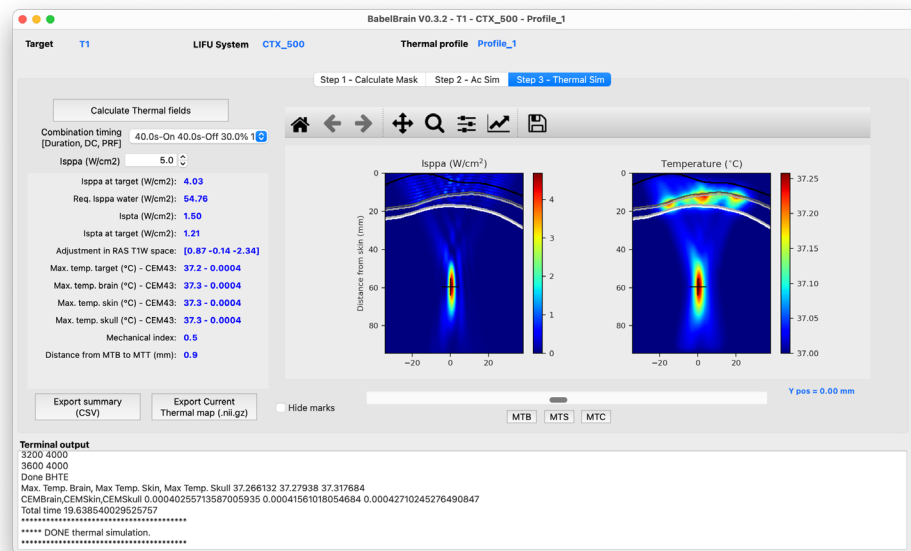 BabelBrain V0.3.2 - T1 - CTX_500 - Profile_1
Target T1 LIFU System CTX_500 Thermal profile Profile_1
Step 1 - Calculate Mask Step 2 - Ac Sim Step 3 - Thermal Sim
Calculate Thermal fields
Combination timing
[Duration, DC, PRF]
40.0s-On 40.0s-Off 30.0% 1
Isppa (W/cm2) 5.0
Isppa at target (W/cm2): 4.03
Req. Isppa water (W/cm2): 54.76
Ispta (W/cm2): 1.50
Ispta at target (W/cm2): 1.21
Adjustment in RAS T1W space: [0.87 -0.14 -2.34]
Max. temp. target (°C) - CEM43: 37.2 - 0.0004
Max. temp. brain (°C) - CEM43: 37.3 - 0.0004
Max. temp. skin (°C) - CEM43: 37.3 - 0.0004
Max. temp. skull (°C) - CEM43: 37.3 - 0.0004
Mechanical index: 0.5
Distance from MTB to MTT (mm): 0.9
Export summary
(CSV)
Export Current
Thermal map (.nii.gz)
Isppa (W/cm²)
Distance from skin (mm)
0
20
40
60
80
−20 0 20
4
3
2
1
0
Temperature (°C)
0
20
40
60
80
−20 0 20
37.25
37.20
37.15
37.10
37.05
37.00
Hide marks
Y pos = 0.00 mm
MTB MTS MTC
Terminal output
3200 4000
3600 4000
Done BHTE
Max. Temp. Brain, Max Temp. Skin, Max Temp. Skull 37.266132 37.27938 37.317684
CEMBrain,CEMSkin,CEMSkull 0.00040255713587005935 0.00041561018054684 0.00042710245276490847
Total time 19.638540029525757
****************************************
***** DONE thermal simulation.
****************************************